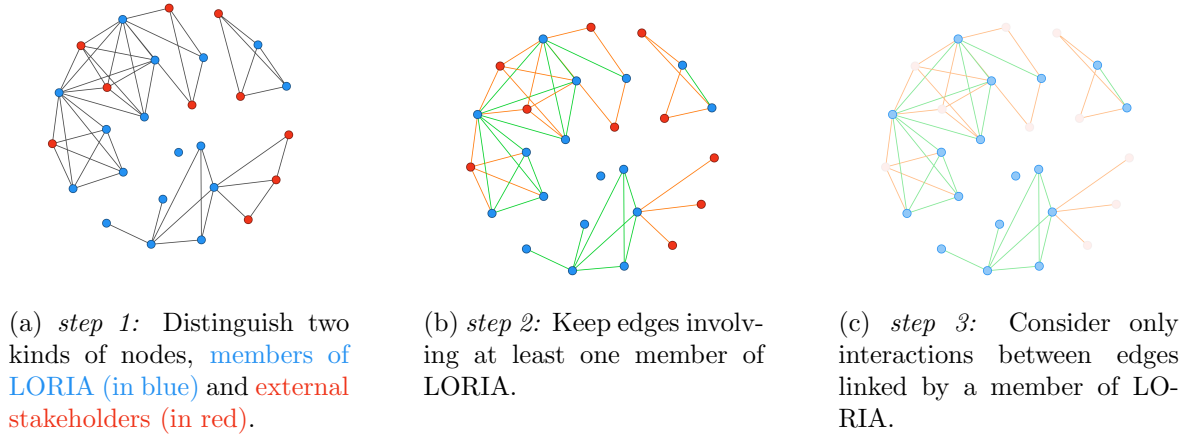 (a) step 1: Distinguish two
kinds of nodes, members of
LORIA (in blue) and external
stakeholders (in red).
(b) step 2: Keep edges involv-
ing at least one member of
LORIA.
(c) step 3: Consider only
interactions between edges
linked by a member of LO-
RIA.